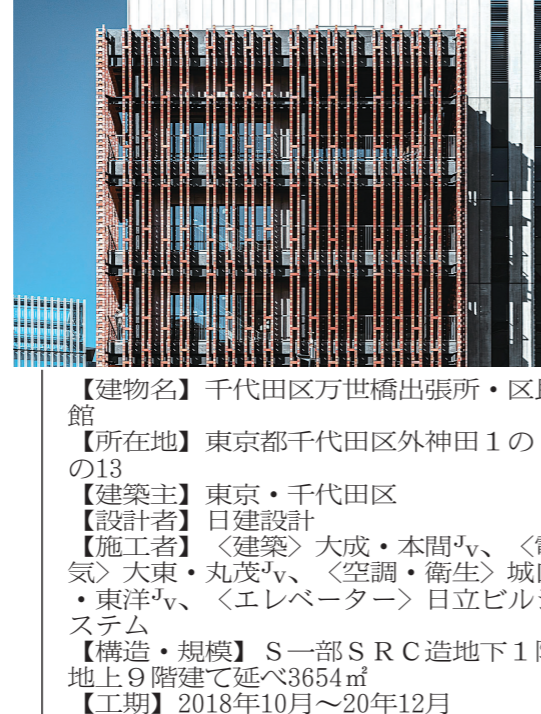 【建物名】千代田区万世橋出張所・区
館
【所在地】東京都千代田区外神田１の
の13
【建築主】東京・千代田区
【設計者】日建設計
【施工者】〈建築〉大成・本間JV、〈
気〉大東・丸茂JV、〈空調・衛生〉城
・東洋JV、〈エレベーター〉日立ビル
ステム
【構造・規模】Ｓ一部ＳＲＣ造地下１
地上９階建て延べ3654㎡
【工期】2018年10月～20年12月